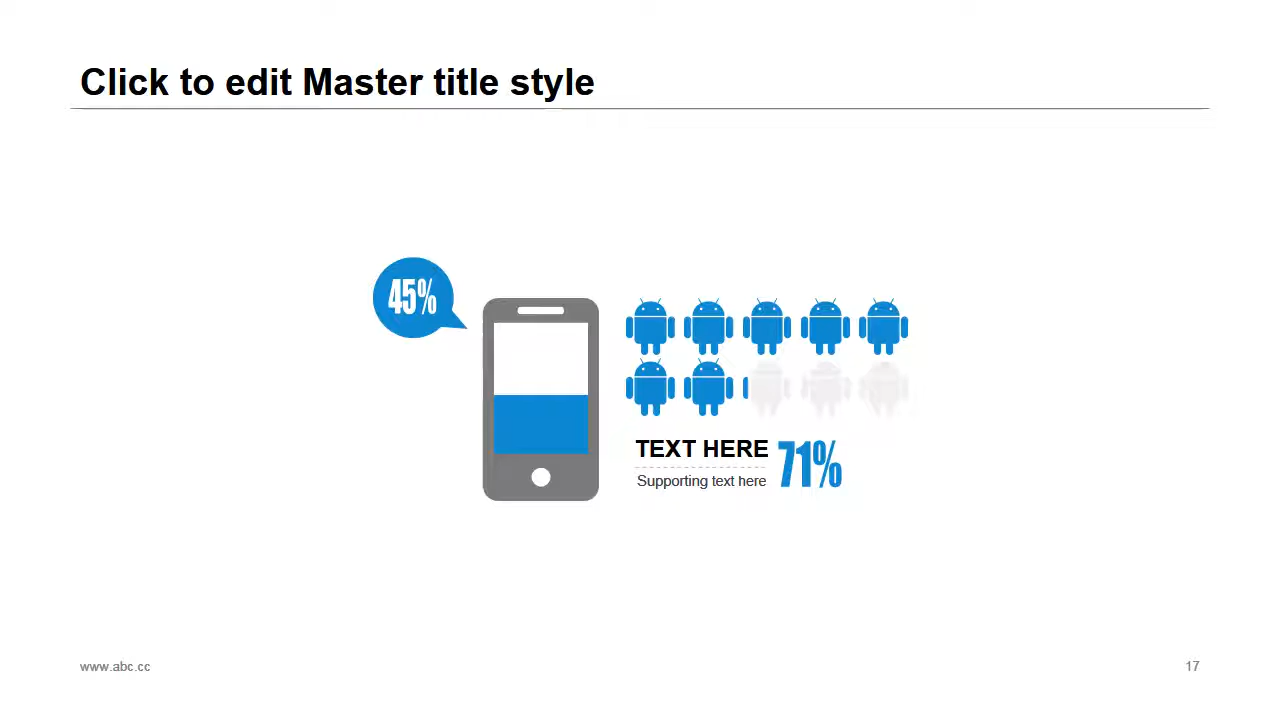 Click to edit Master title style
45%
TEXT HERE
71%
Supporting text here
www.abc.cc
17